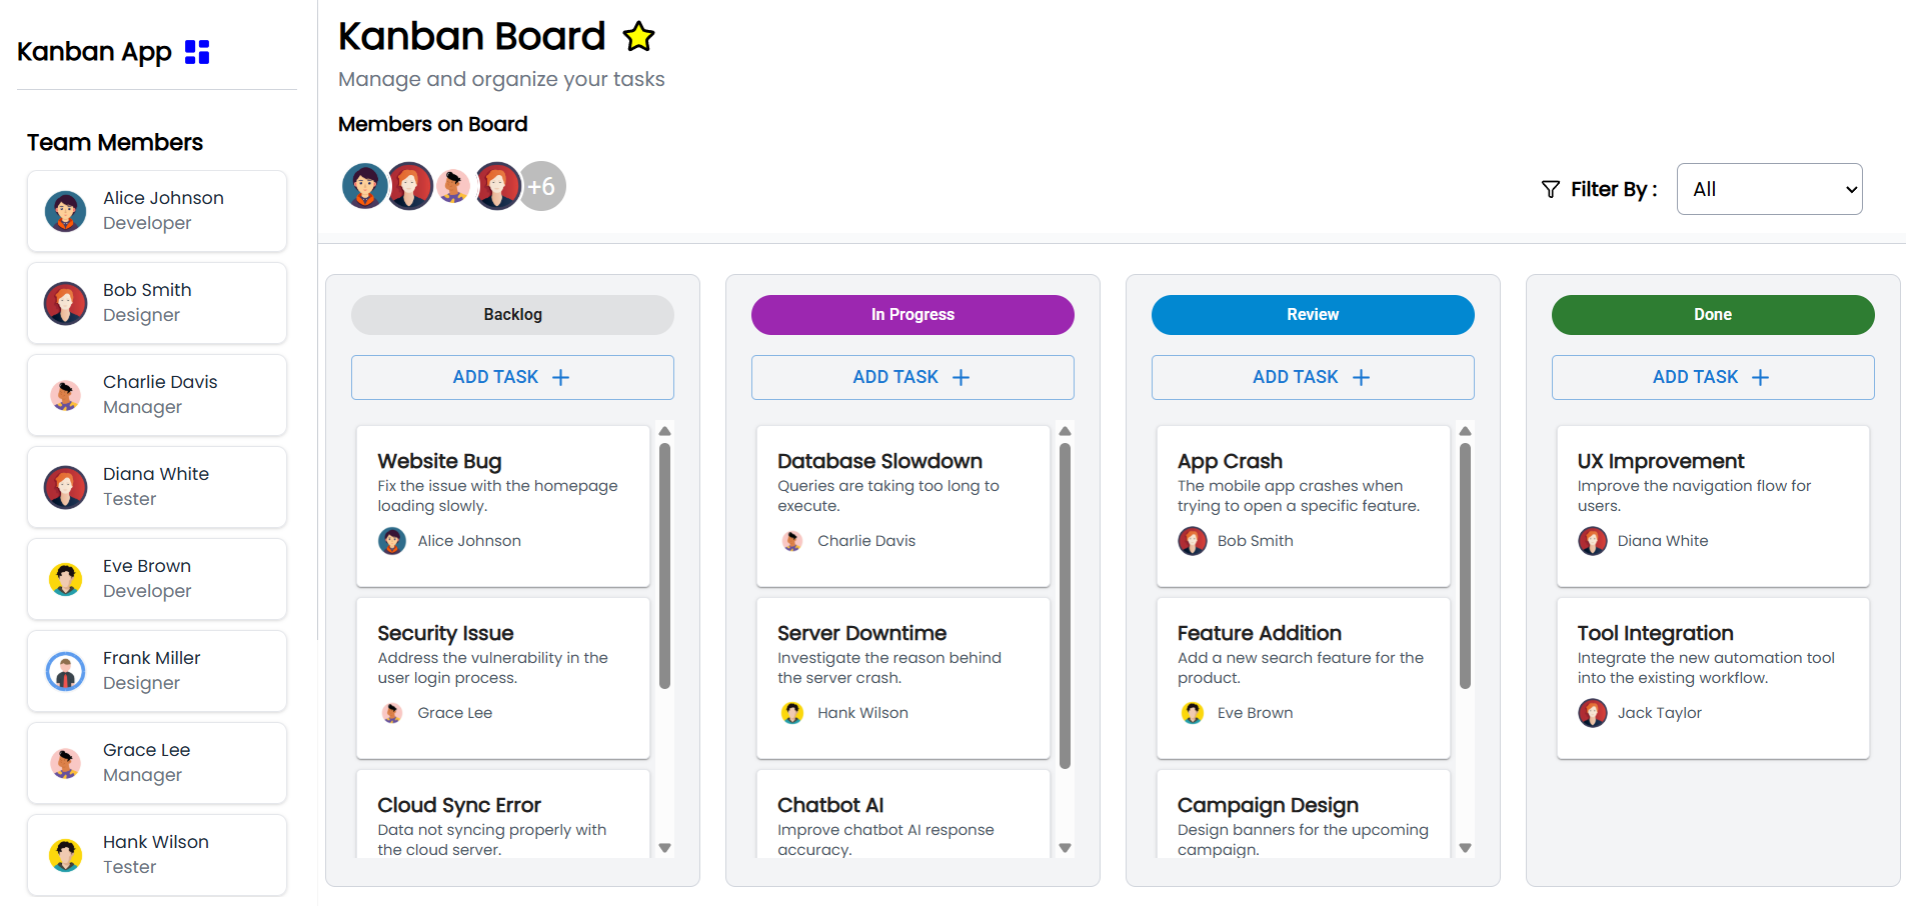 Kanban App
Team Members
Alice Johnson
Developer
Bob Smith
Designer
Charlie Davis
Manager
Diana White
Tester
Eve Brown
Developer
Frank Miller
Designer
Grace Lee
Manager
Hank Wilson
Tester
Kanban Board
Manage and organize your tasks
Members on Board
+6
Filter By :
All
Backlog
ADD TASK +
Website Bug
Fix the issue with the homepage
loading slowly.
Alice Johnson
Security Issue
Address the vulnerability in the
user login process.
Grace Lee
Cloud Sync Error
Data not syncing properly with
the cloud server.
In Progress
ADD TASK +
Database Slowdown
Queries are taking too long to
execute.
Charlie Davis
Server Downtime
Investigate the reason behind
the server crash.
Hank Wilson
Chatbot AI
Improve chatbot AI response
accuracy.
Review
ADD TASK +
App Crash
The mobile app crashes when
trying to open a specific feature.
Bob Smith
Feature Addition
Add a new search feature for the
product.
Eve Brown
Campaign Design
Design banners for the upcoming
campaign.
Done
ADD TASK +
UX Improvement
Improve the navigation flow for
users.
Diana White
Tool Integration
Integrate the new automation tool
into the existing workflow.
Jack Taylor